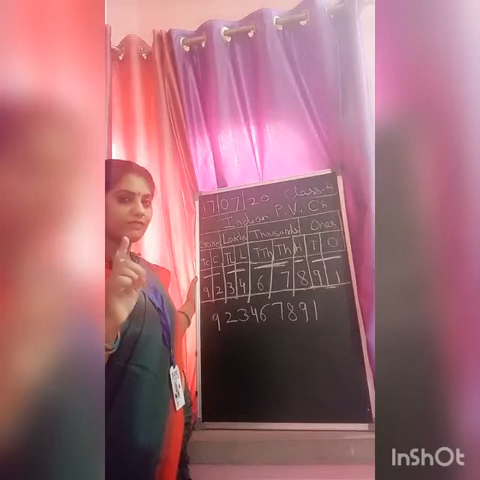 17/07/20 Class-4
Indian P.V. Ch
Crores Lakhs Thousands Ones
TC C TL L TTh Th H T O
9 2 3 4 6 7 8 9 1
923467891
InShOt